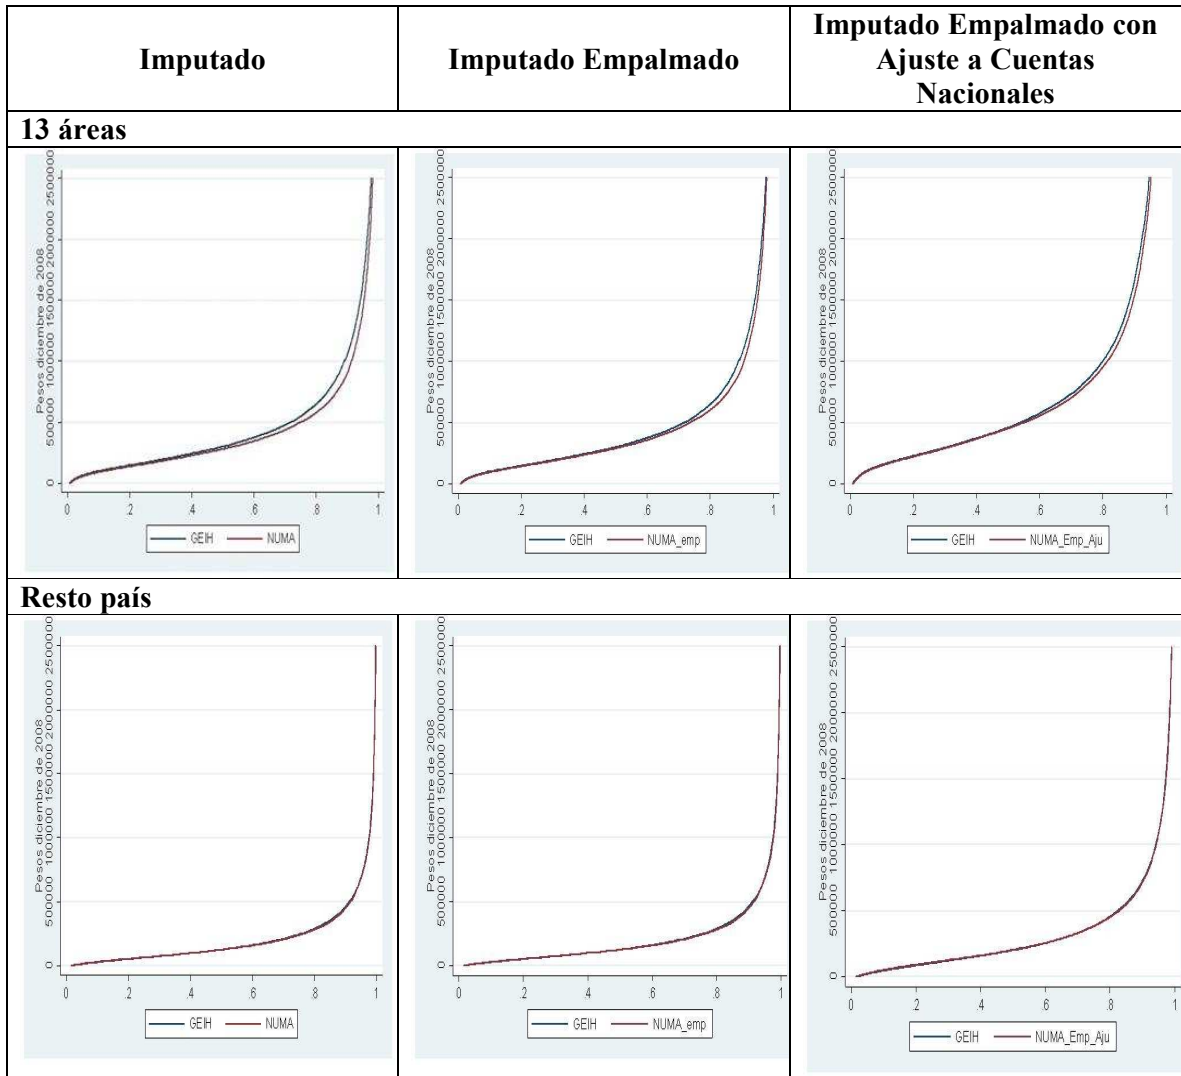 Imputado
Imputado Empalmado
Imputado Empalmado con
Ajuste a Cuentas
Nacionales
13 áreas
Pesos diciembre de 2008
0 500000 1000000 1500000 2000000 2500000
0 .2 .4 .6 .8 1
GEIH NUMA
Pesos diciembre de 2008
0 500000 1000000 1500000 2000000 2500000
0 .2 .4 .6 .8 1
GEIH NUMA_emp
Pesos diciembre de 2008
0 500000 1000000 1500000 2000000 2500000
0 .2 .4 .6 .8 1
GEIH NUMA_Emp_Aju
Resto país
Pesos diciembre de 2008
0 500000 1000000 1500000 2000000 2500000
0 .2 .4 .6 .8 1
GEIH NUMA
Pesos diciembre de 2008
0 500000 1000000 1500000 2000000 2500000
0 .2 .4 .6 .8 1
GEIH NUMA_emp
Pesos diciembre de 2008
0 500000 1000000 1500000 2000000 2500000
0 .2 .4 .6 .8 1
GEIH NUMA_Emp_Aju